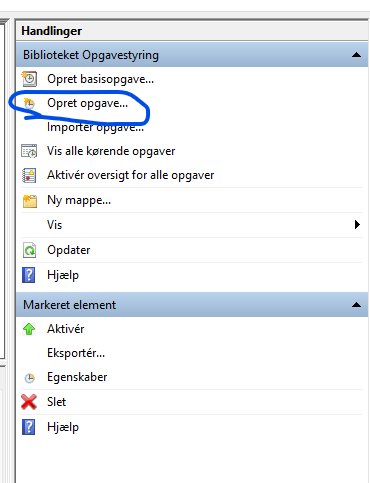 Handlinger
Biblioteket Opgavestyring
Opret basisopgave...
Opret opgave...
Importér opgave...
Vis alle kørende opgaver
Aktivér oversigt for alle opgaver
Ny mappe...
Vis
Opdater
Hjælp
Markeret element
Aktivér
Eksportér...
Egenskaber
Slet
Hjælp